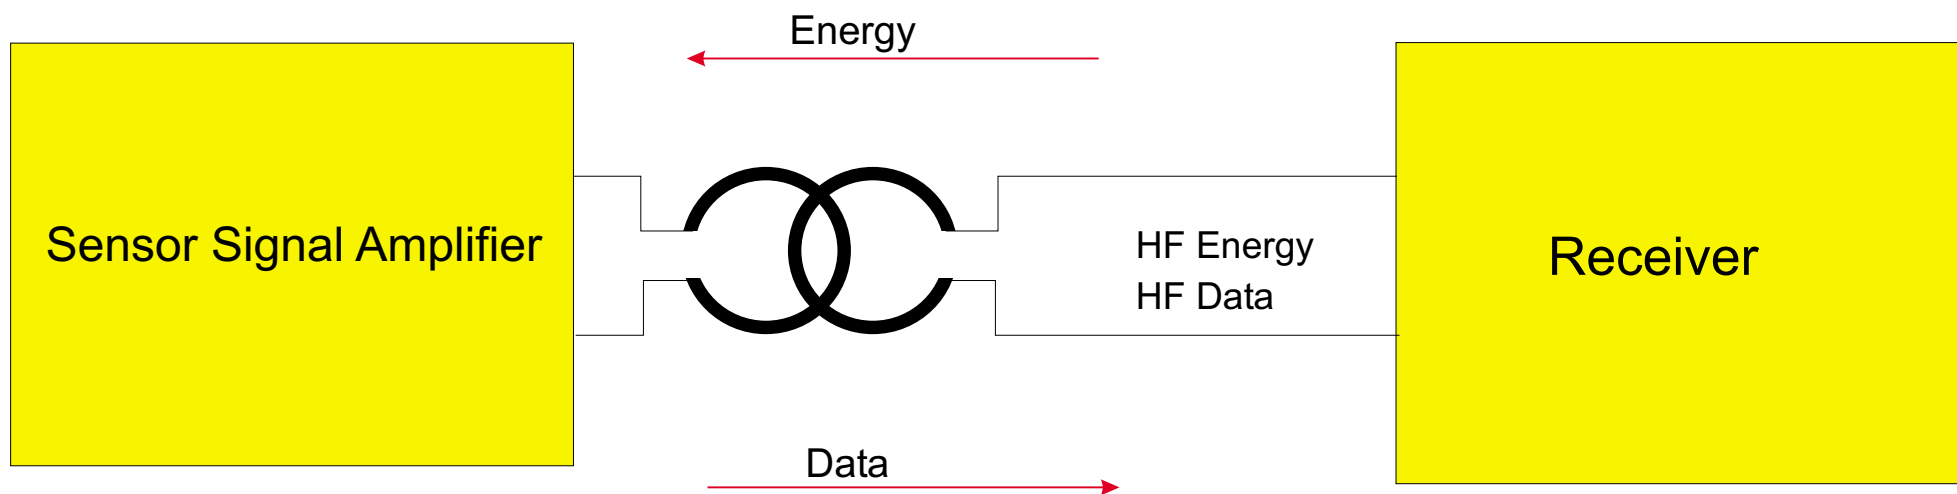 Energy
Sensor Signal Amplifier
HF Energy
HF Data
Receiver
Data